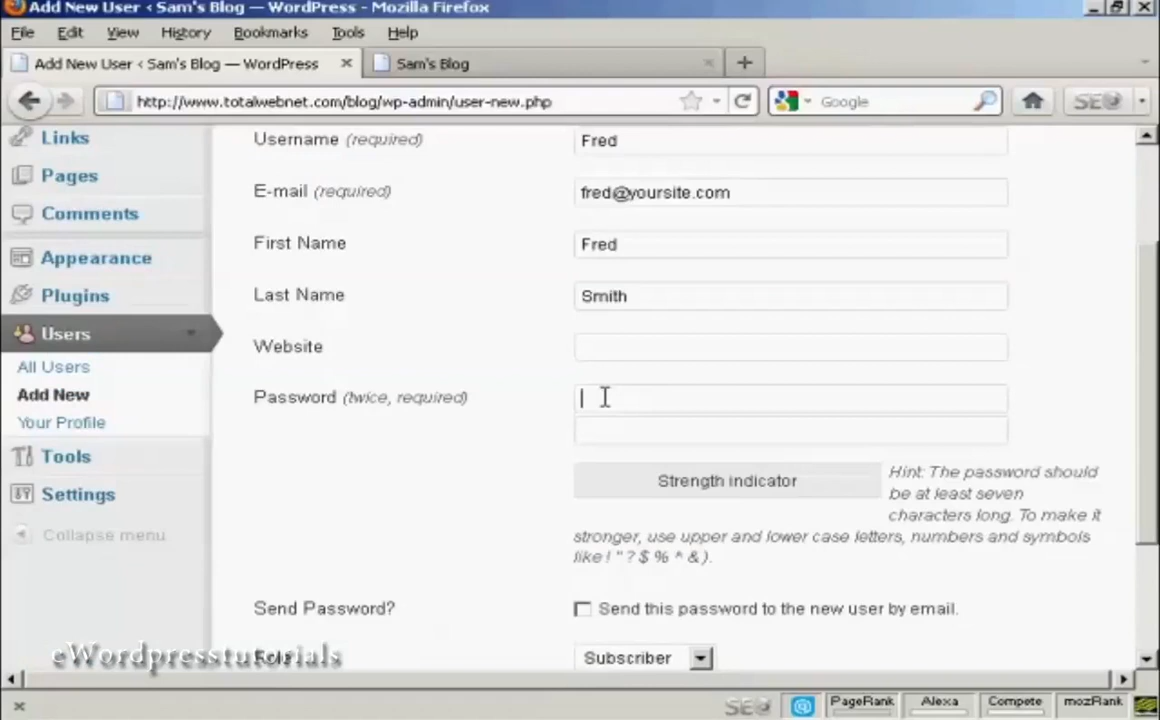 Add New User ‹ Sam's Blog — WordPress - Mozilla Firefox
File Edit View History Bookmarks Tools Help
Add New User ‹ Sam's Blog — WordPress × Sam's Blog × +
http://www.totalwebnet.com/blog/wp-admin/user-new.php Google SEO
Links
Username (required) Fred
Pages
E-mail (required) fred@yoursite.com
Comments
First Name Fred
Appearance
Plugins
Last Name Smith
Users
Website
All Users
Add New
Password (twice, required)
Your Profile
Tools
Settings
Strength indicator
Hint: The password should
be at least seven
characters long. To make it
stronger, use upper and lower case letters, numbers and symbols
like ! " ? $ % ^ & ).
Collapse menu
Send Password? Send this password to the new user by email.
Role Subscriber
eWordpresstutorials
SEO PageRank Alexa Compete mozRank